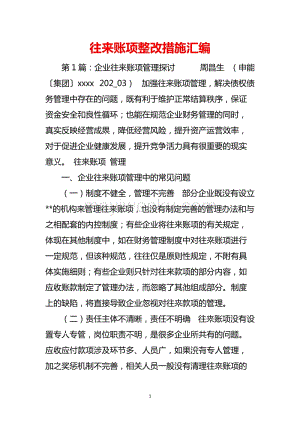 往来账项整改措施汇编
第1篇：企业往来账项管理探讨 周昌生 （申能
〔集团〕xxxx 202_03） 加强往来账项管理，解决债权债
务管理中存在的问题，既有利于维护正常结算秩序，保证
资金安全和良性循环；也能在规范企业财务管理的同时，
真实反映经营成果，降低经营风险，提升资产运营效率。
对于促进企业健康发展，提升竞争活力具有很重要的现实
意义。 往来账项 管理
一、企业往来账项管理中的常见问题
（一）制度不健全，管理不完善 部分企业既没有设立
**的机构来管理往来账项，也没有制定完善的管理办法和与
之相配套的内控制度；有些企业将往来账项的有关规定，
体现在其他制度中，如在财务管理制度中对往来账项进行
一定规范，但这种规范，往往仅是原则性规定，不附有具
体实施细则；有些企业则只针对往来款项的部分内容，如
应收账款制定了管理办法，而其他部分则没有。制度
上的缺陷，将直接导致企业忽视对往来款项的管理。
（二）责任主体不清晰，责任不明确 往来账项没有设
置专人专管，岗位职责不明，是很多企业所共有的问题。
应收应付款项涉及环节多、人员广，如果没有专人管理，
加之奖惩机制不完善，相关人员一般没有清理往来账项的
1